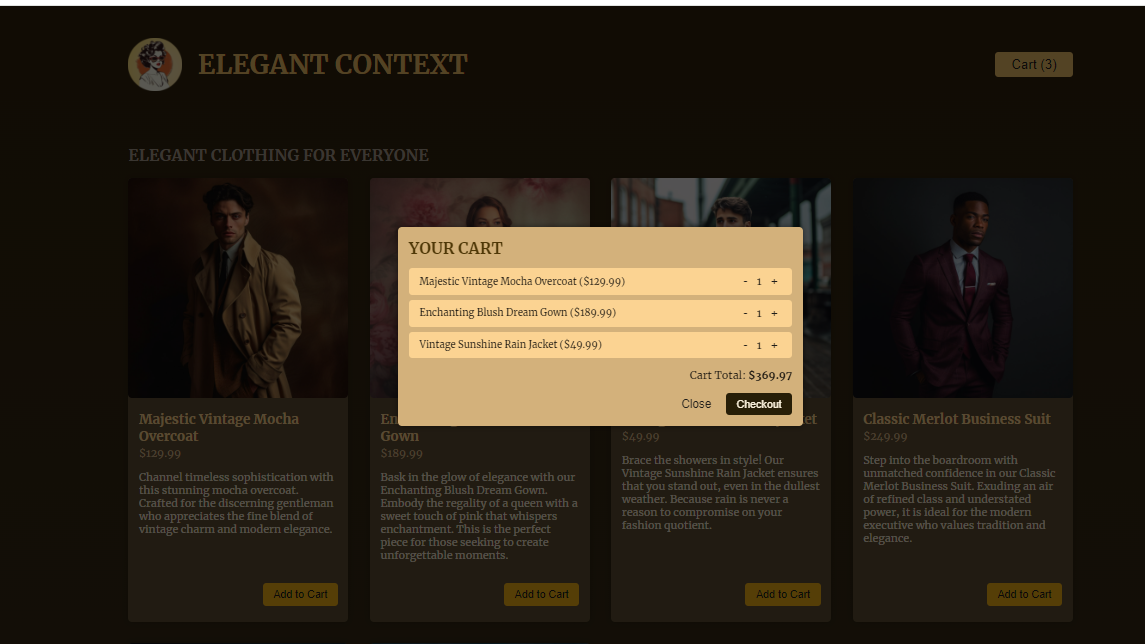 ELEGANT CONTEXT
Cart (3)
ELEGANT CLOTHING FOR EVERYONE
YOUR CART
Majestic Vintage Mocha Overcoat ($129.99) - 1 +
Enchanting Blush Dream Gown ($189.99) - 1 +
Vintage Sunshine Rain Jacket ($49.99) - 1 +
Cart Total: $369.97
Close Checkout
Majestic Vintage Mocha
Overcoat
$129.99
Channel timeless sophistication with
this stunning mocha overcoat.
Crafted for the discerning gentleman
who appreciates the fine blend of
vintage charm and modern elegance.
Add to Cart
Gown
$189.99
Bask in the glow of elegance with our
Enchanting Blush Dream Gown.
Embody the regality of a queen with a
sweet touch of pink that whispers
enchantment. This is the perfect
piece for those seeking to create
unforgettable moments.
Add to Cart
$49.99
Brace the showers in style! Our
Vintage Sunshine Rain Jacket ensures
that you stand out, even in the dullest
weather. Because rain is never a
reason to compromise on your
fashion quotient.
Add to Cart
Classic Merlot Business Suit
$249.99
Step into the boardroom with
unmatched confidence in our Classic
Merlot Business Suit. Exuding an air
of refined class and understated
power, it is ideal for the modern
executive who values tradition and
elegance.
Add to Cart